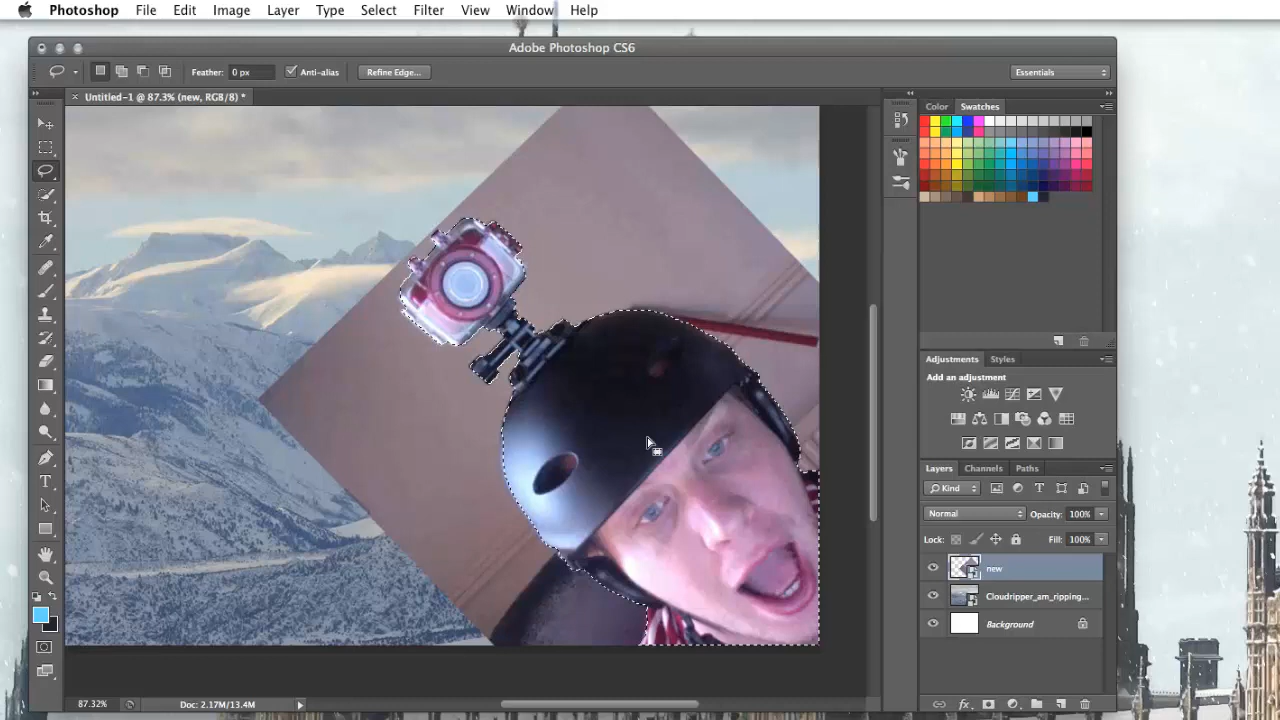 Photoshop File Edit Image Layer Type Select Filter View Window Help
Adobe Photoshop CS6
Feather: 0 px Anti-alias Refine Edge... Essentials
Untitled-1 @ 87.3% (new, RGB/8) *
Color Swatches
Adjustments Styles
Add an adjustment
Layers Channels Paths
Kind
Normal Opacity: 100%
Lock: Fill: 100%
new
Cloudripper_am_ripping...
Background
fx
87.32% Doc: 2.17M/13.4M